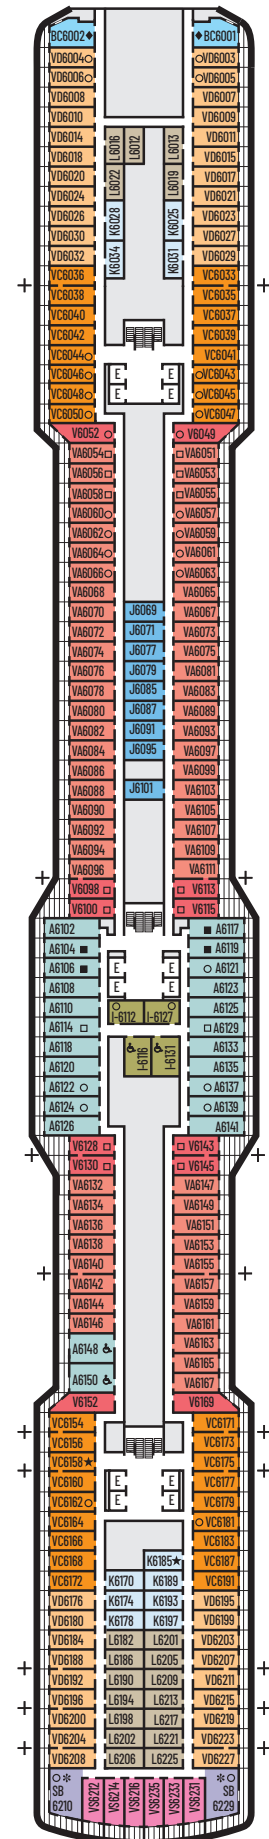 BC6002♦ ♦BC6001
VD6004○ ○VD6003
VD6006○ ○VD6005
VD6008 VD6007
VD6010 VD6009
VD6014 L6016 L6012 L6013 VD6011
VD6018 VD6015
VD6020 L6022 L6019 VD6017
VD6024 VD6021
VD6026 K6028 K6025 VD6023
VD6030 VD6027
VD6032 K6034 K6031 VD6029
VC6036 VC6033
VC6038 VC6035
VC6040 VC6037
VC6042 VC6039
VC6044○ VC6041
VC6046○ E E ○VC6043
VC6048○ E E ○VC6045
VC6050○ ○VC6047
V6052○ ○V6049
VA6054□ □VA6051
VA6056□ □VA6053
VA6058□ □VA6055
VA6060○ ○VA6057
VA6062○ ○VA6059
VA6064○ ○VA6061
VA6066○ ○VA6063
VA6068 VA6065
VA6070 J6069 VA6067
VA6072 J6071 VA6073
VA6074 J6077 VA6075
VA6076 J6079 VA6081
VA6078 J6085 VA6083
VA6080 J6087 VA6089
VA6082 J6091 VA6093
VA6084 J6095 VA6097
VA6086 VA6099
VA6088 J6101 VA6103
VA6090 VA6105
VA6092 VA6107
VA6094 VA6109
VA6096 VA6111
V6098□ □V6113
V6100□ □V6115
A6102 ■A6117
A6104■ ■A6119
A6106■ E E ○A6121
A6108 E E A6123
A6110 I-6112○ I-6127○ A6125
A6114□ □A6129
A6118 I-6116♿ I-6131♿ A6133
A6120 A6135
A6122○ ○A6137
A6124○ ○A6139
A6126 A6141
V6128□ □V6143
V6130□ □V6145
VA6132 VA6147
VA6134 VA6149
VA6136 VA6151
VA6138 VA6153
VA6140 VA6155
VA6142 VA6157
VA6144 VA6159
VA6146 VA6161
A6148♿ VA6163
VA6165
A6150♿ VA6167
V6152 V6169
VC6154 VC6171
VC6156 VC6173
VC6158★ VC6175
VC6160 E E VC6177
VC6162○ E E VC6179
VC6164 ○VC6181
VC6166 VC6183
VC6168 K6185★ VC6187
VC6172 K6170 K6189 VC6191
VD6176 K6174 K6193 VD6195
VD6180 K6178 K6197 VD6199
VD6184 L6182 L6201 VD6203
VD6188 L6186 L6205 VD6207
VD6192 L6190 L6209 VD6211
VD6196 L6194 L6213 VD6215
VD6200 L6198 L6217 VD6219
VD6204 L6202 L6221 VD6223
VD6208 L6206 L6225 VD6227
○✻ SB 6210 VS6212 VS6214 VS6216 VS6235 VS6233 VS6231 ✻○ SB 6229